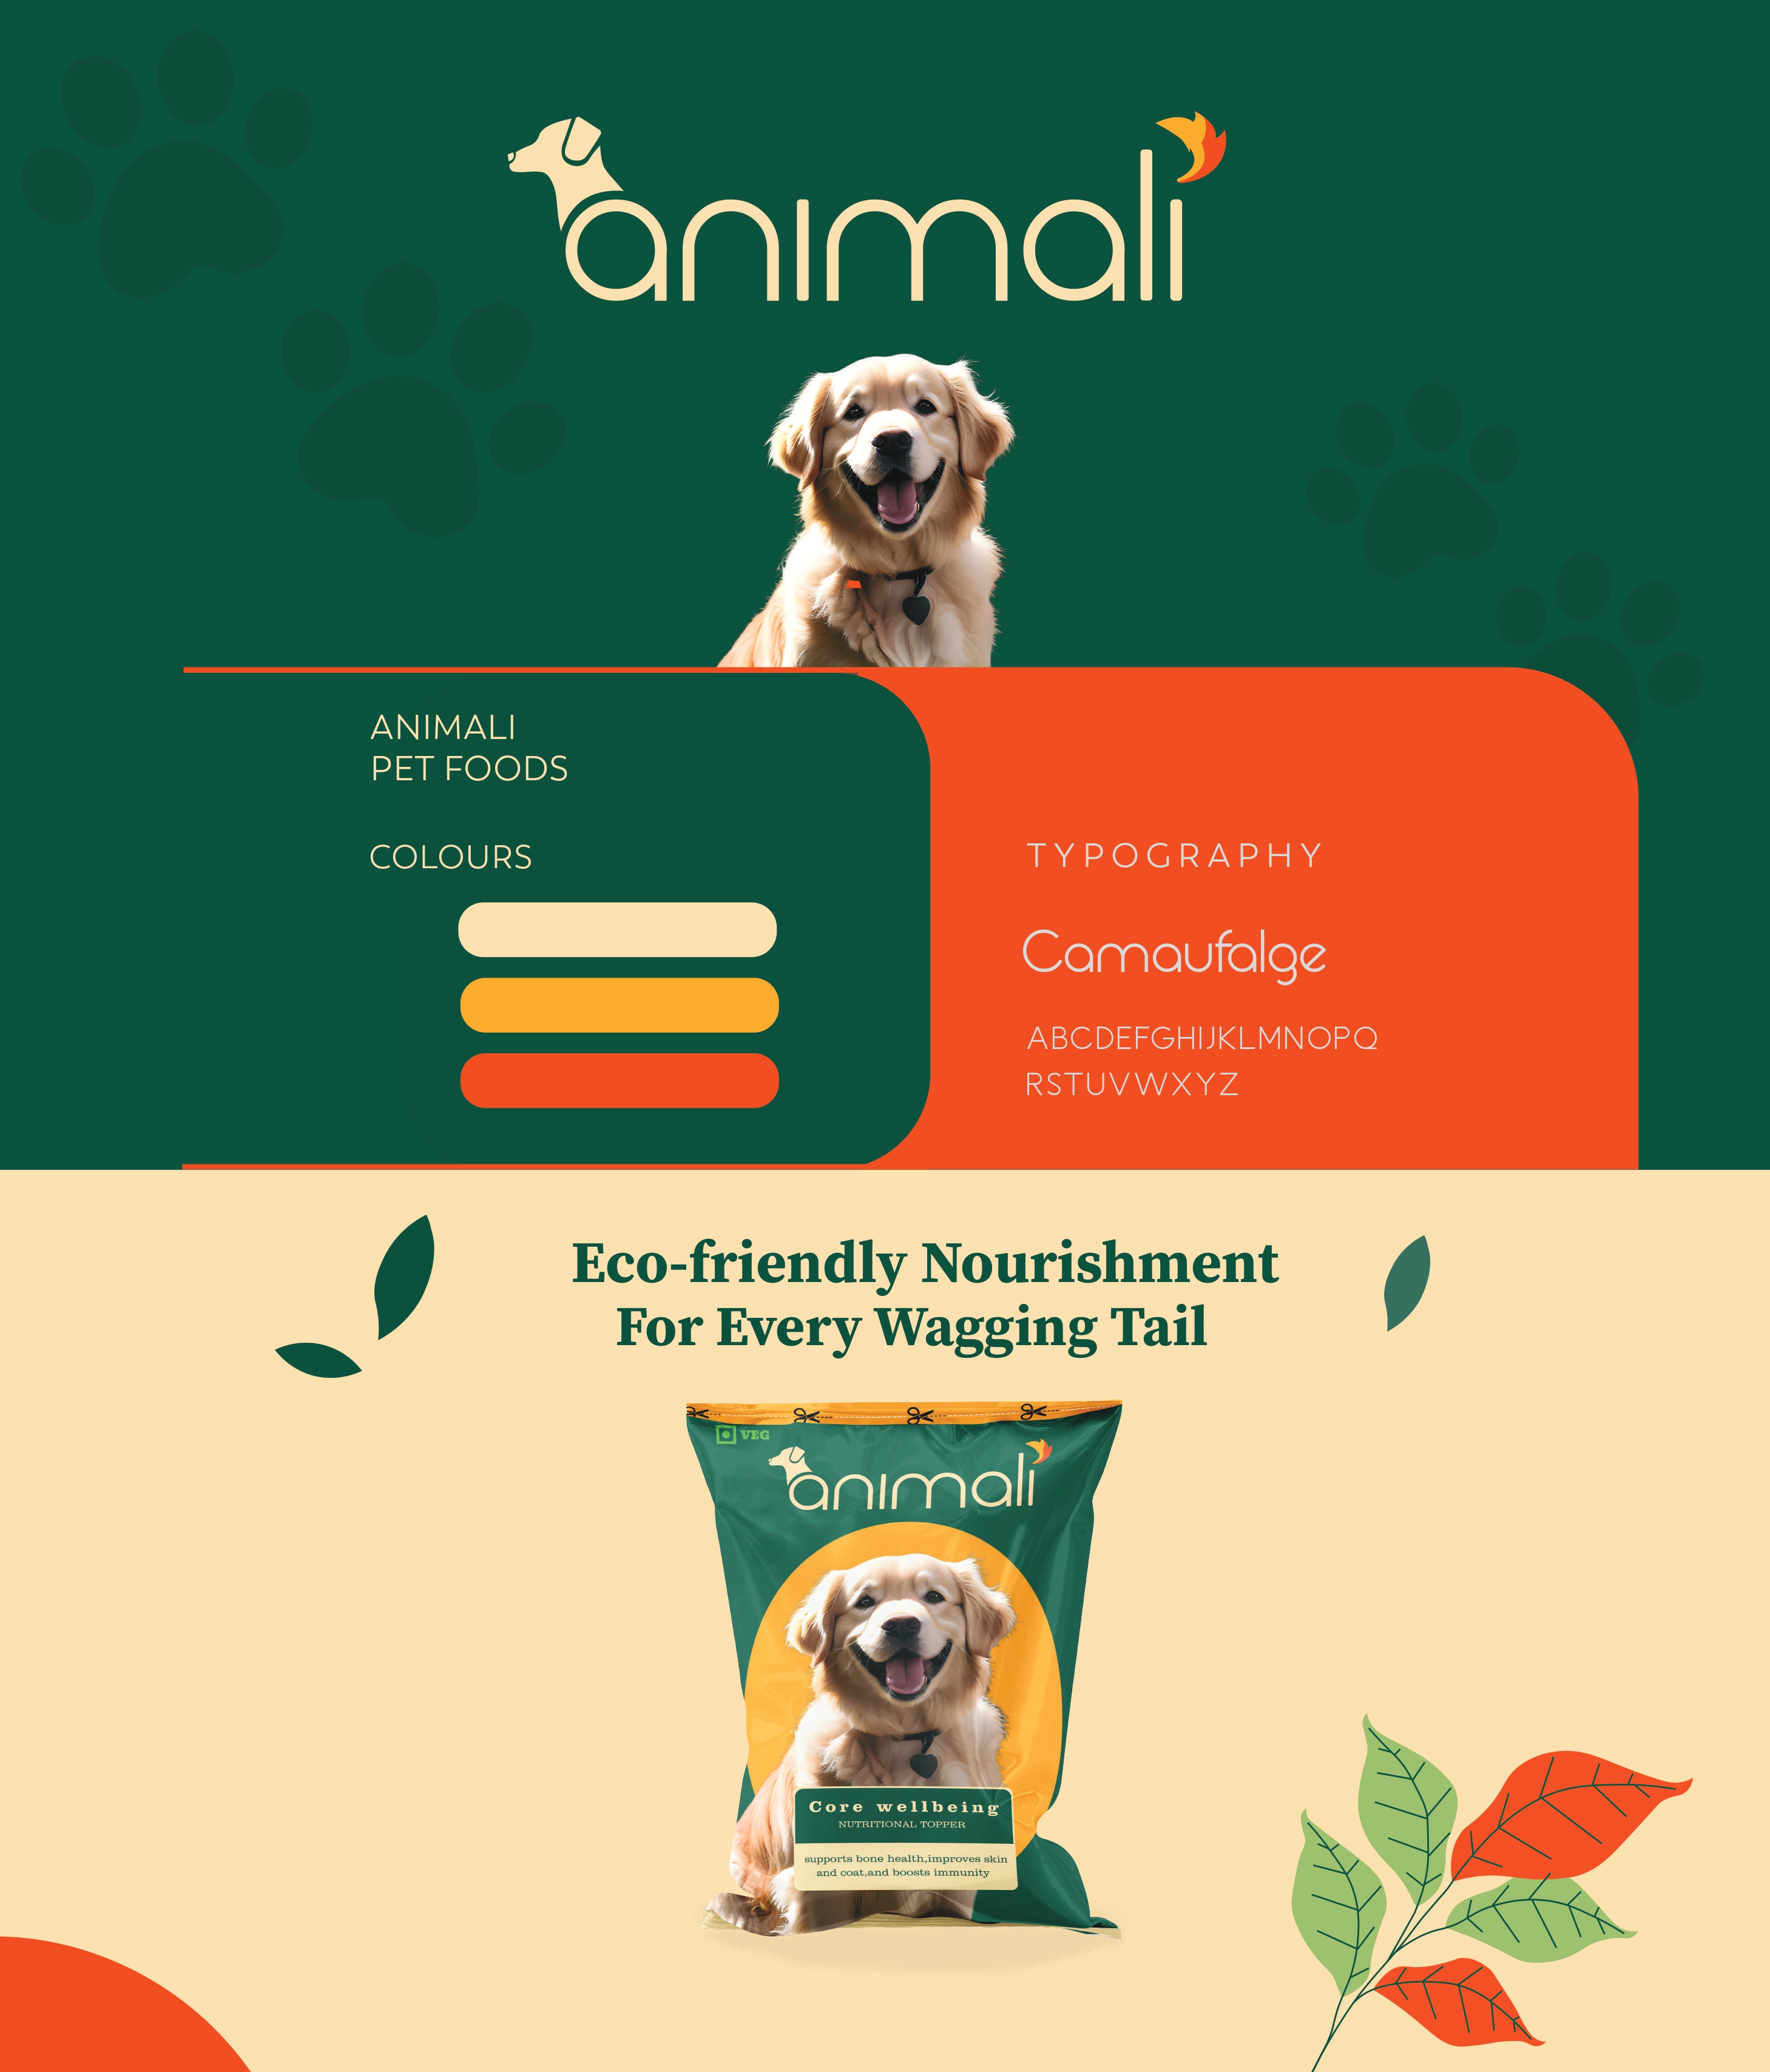 animali
ANIMALI
PET FOODS
COLOURS
TYPOGRAPHY
Camaufalge
ABCDEFGHIJKLMNOPQ
RSTUVWXYZ
Eco-friendly Nourishment
For Every Wagging Tail
VEG
animali
Core wellbeing
NUTRITIONAL TOPPER
supports bone health,improves skin
and coat,and boosts immunity